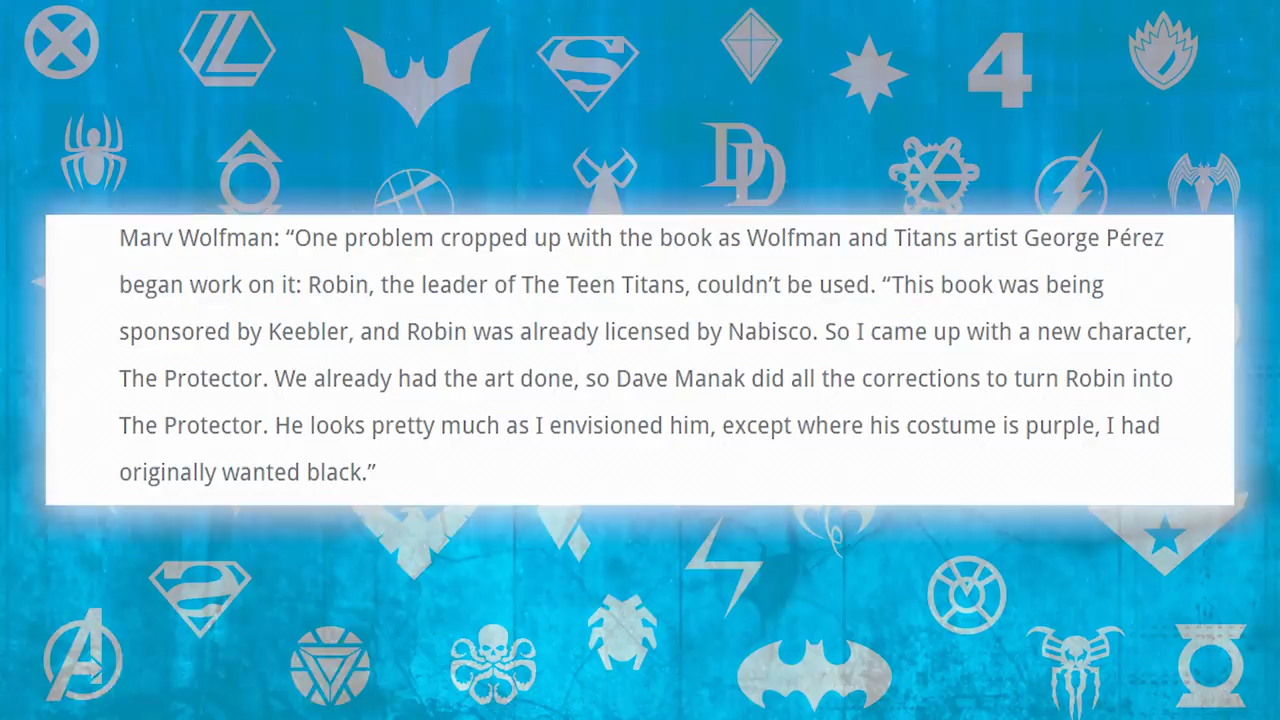 4
DD
Marv Wolfman: “One problem cropped up with the book as Wolfman and Titans artist George Pérez
began work on it: Robin, the leader of The Teen Titans, couldn’t be used. “This book was being
sponsored by Keebler, and Robin was already licensed by Nabisco. So I came up with a new character,
The Protector. We already had the art done, so Dave Manak did all the corrections to turn Robin into
The Protector. He looks pretty much as I envisioned him, except where his costume is purple, I had
originally wanted black.”